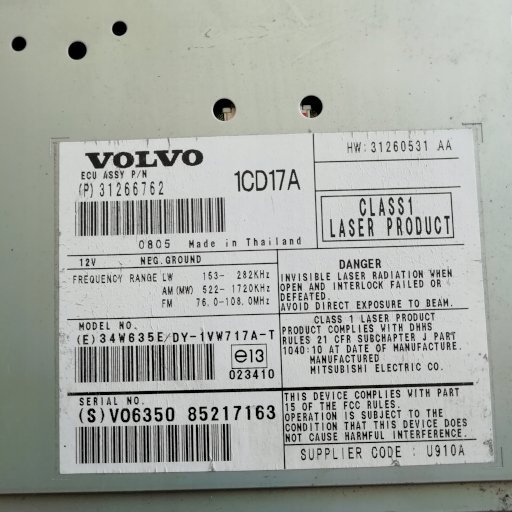 VOLVO
ECU ASSY P/N
(P) 31266762
1CD17A
0805 Made in Thailand
HW:31260531 AA
CLASS1
LASER PRODUCT
12V NEG.GROUND
FREQUENCY RANGE LW 153- 282KHz
AM(MW) 522- 1720KHz
FM 76.0-108.0MHz
DANGER
INVISIBLE LASER RADIATION WHEN
OPEN AND INTERLOCK FAILED OR
DEFEATED.
AVOID DIRECT EXPOSURE TO BEAM.
MODEL NO.
(E)34W635E/DY-1VW717A-T
e13
023410
CLASS 1 LASER PRODUCT
PRODUCT COMPLIES WITH DHHS
RULES 21 CFR SUBCHAPTER J PART
1040:10 AT DATE OF MANUFACTURE.
MANUFACTURED
MITSUBISHI ELECTRIC CO.
SERIAL NO.
(S)V06350 85217163
THIS DEVICE COMPLIES WITH PART
15 OF THE FCC RULES.
OPERATION IS SUBJECT TO THE
CONDITION THAT THIS DEVICE DOES
NOT CAUSE HARMFUL INTERFERENCE.
SUPPLIER CODE : U910A